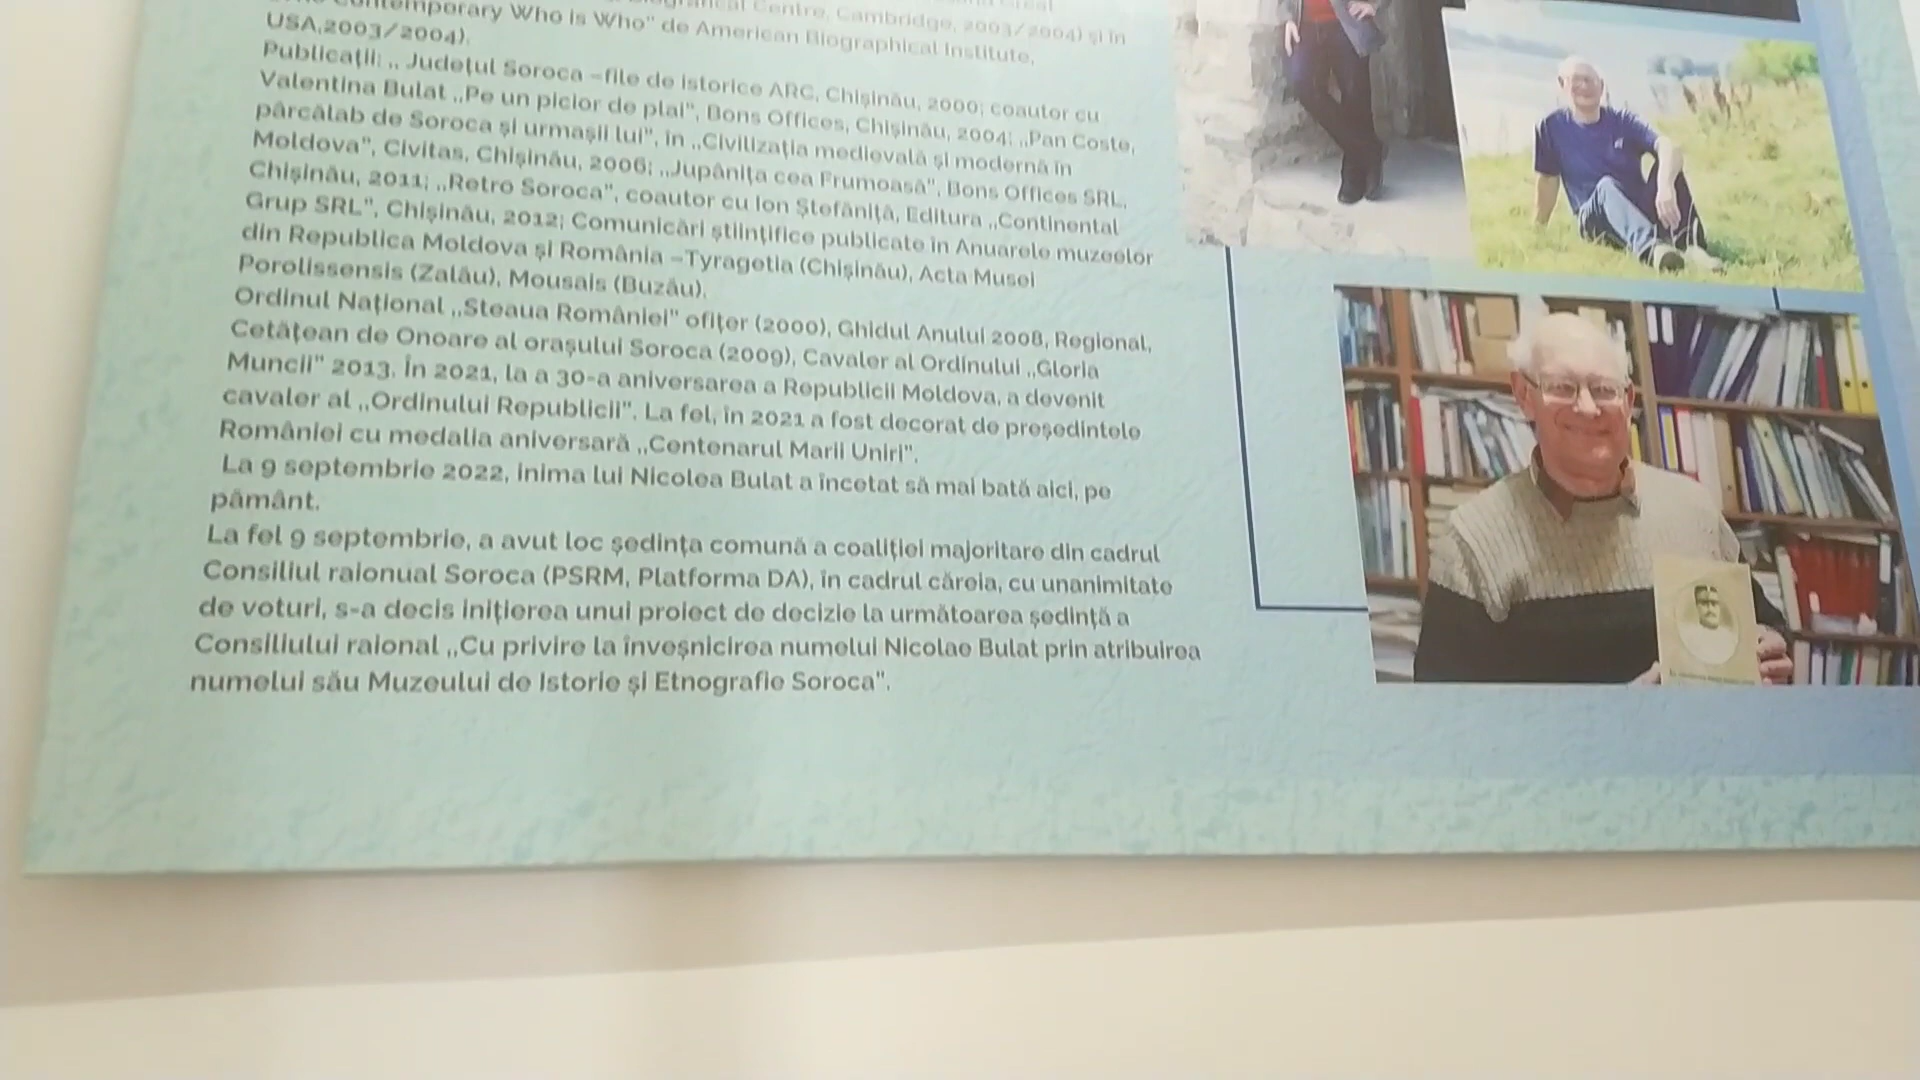 Contemporary Who is Who" de American Biographical Institute,
Centre, Cambridge, 2003/2004) și în
USA,2003/2004).
Publicații: ,, Județul Soroca –file de istorice ARC, Chișinău, 2000; coautor cu
Valentina Bulat ,,Pe un picior de plai", Bons Offices, Chișinău, 2004; ,,Pan Coste,
pârcălab de Soroca și urmașii lui", în ,,Civilizația medievală și modernă în
Moldova", Civitas, Chișinău, 2006; ,,Jupânița cea Frumoasă", Bons Offices SRL,
Chișinău, 2011; ,,Retro Soroca", coautor cu Ion Ștefăniță, Editura ,,Continental
Grup SRL", Chișinău, 2012; Comunicări științifice publicate în Anuarele muzeelor
din Republica Moldova și România –Tyragetia (Chișinău), Acta Musei
Porolissensis (Zalău), Mousais (Buzău).
Ordinul Național ,,Steaua României" ofițer (2000), Ghidul Anului 2008, Regional,
Cetățean de Onoare al orașului Soroca (2009), Cavaler al Ordinului ,,Gloria
Muncii" 2013. În 2021, la a 30-a aniversarea a Republicii Moldova, a devenit
cavaler al ,,Ordinului Republicii". La fel, în 2021 a fost decorat de președintele
României cu medalia aniversară ,,Centenarul Marii Uniri".
La 9 septembrie 2022, inima lui Nicolea Bulat a încetat să mai bată aici, pe
pământ.
La fel 9 septembrie, a avut loc ședința comună a coaliției majoritare din cadrul
Consiliul raionual Soroca (PSRM, Platforma DA), în cadrul căreia, cu unanimitate
de voturi, s-a decis inițierea unui proiect de decizie la următoarea ședință a
Consiliului raional ,,Cu privire la înveșnicirea numelui Nicolae Bulat prin atribuirea
numelui său Muzeului de Istorie și Etnografie Soroca".